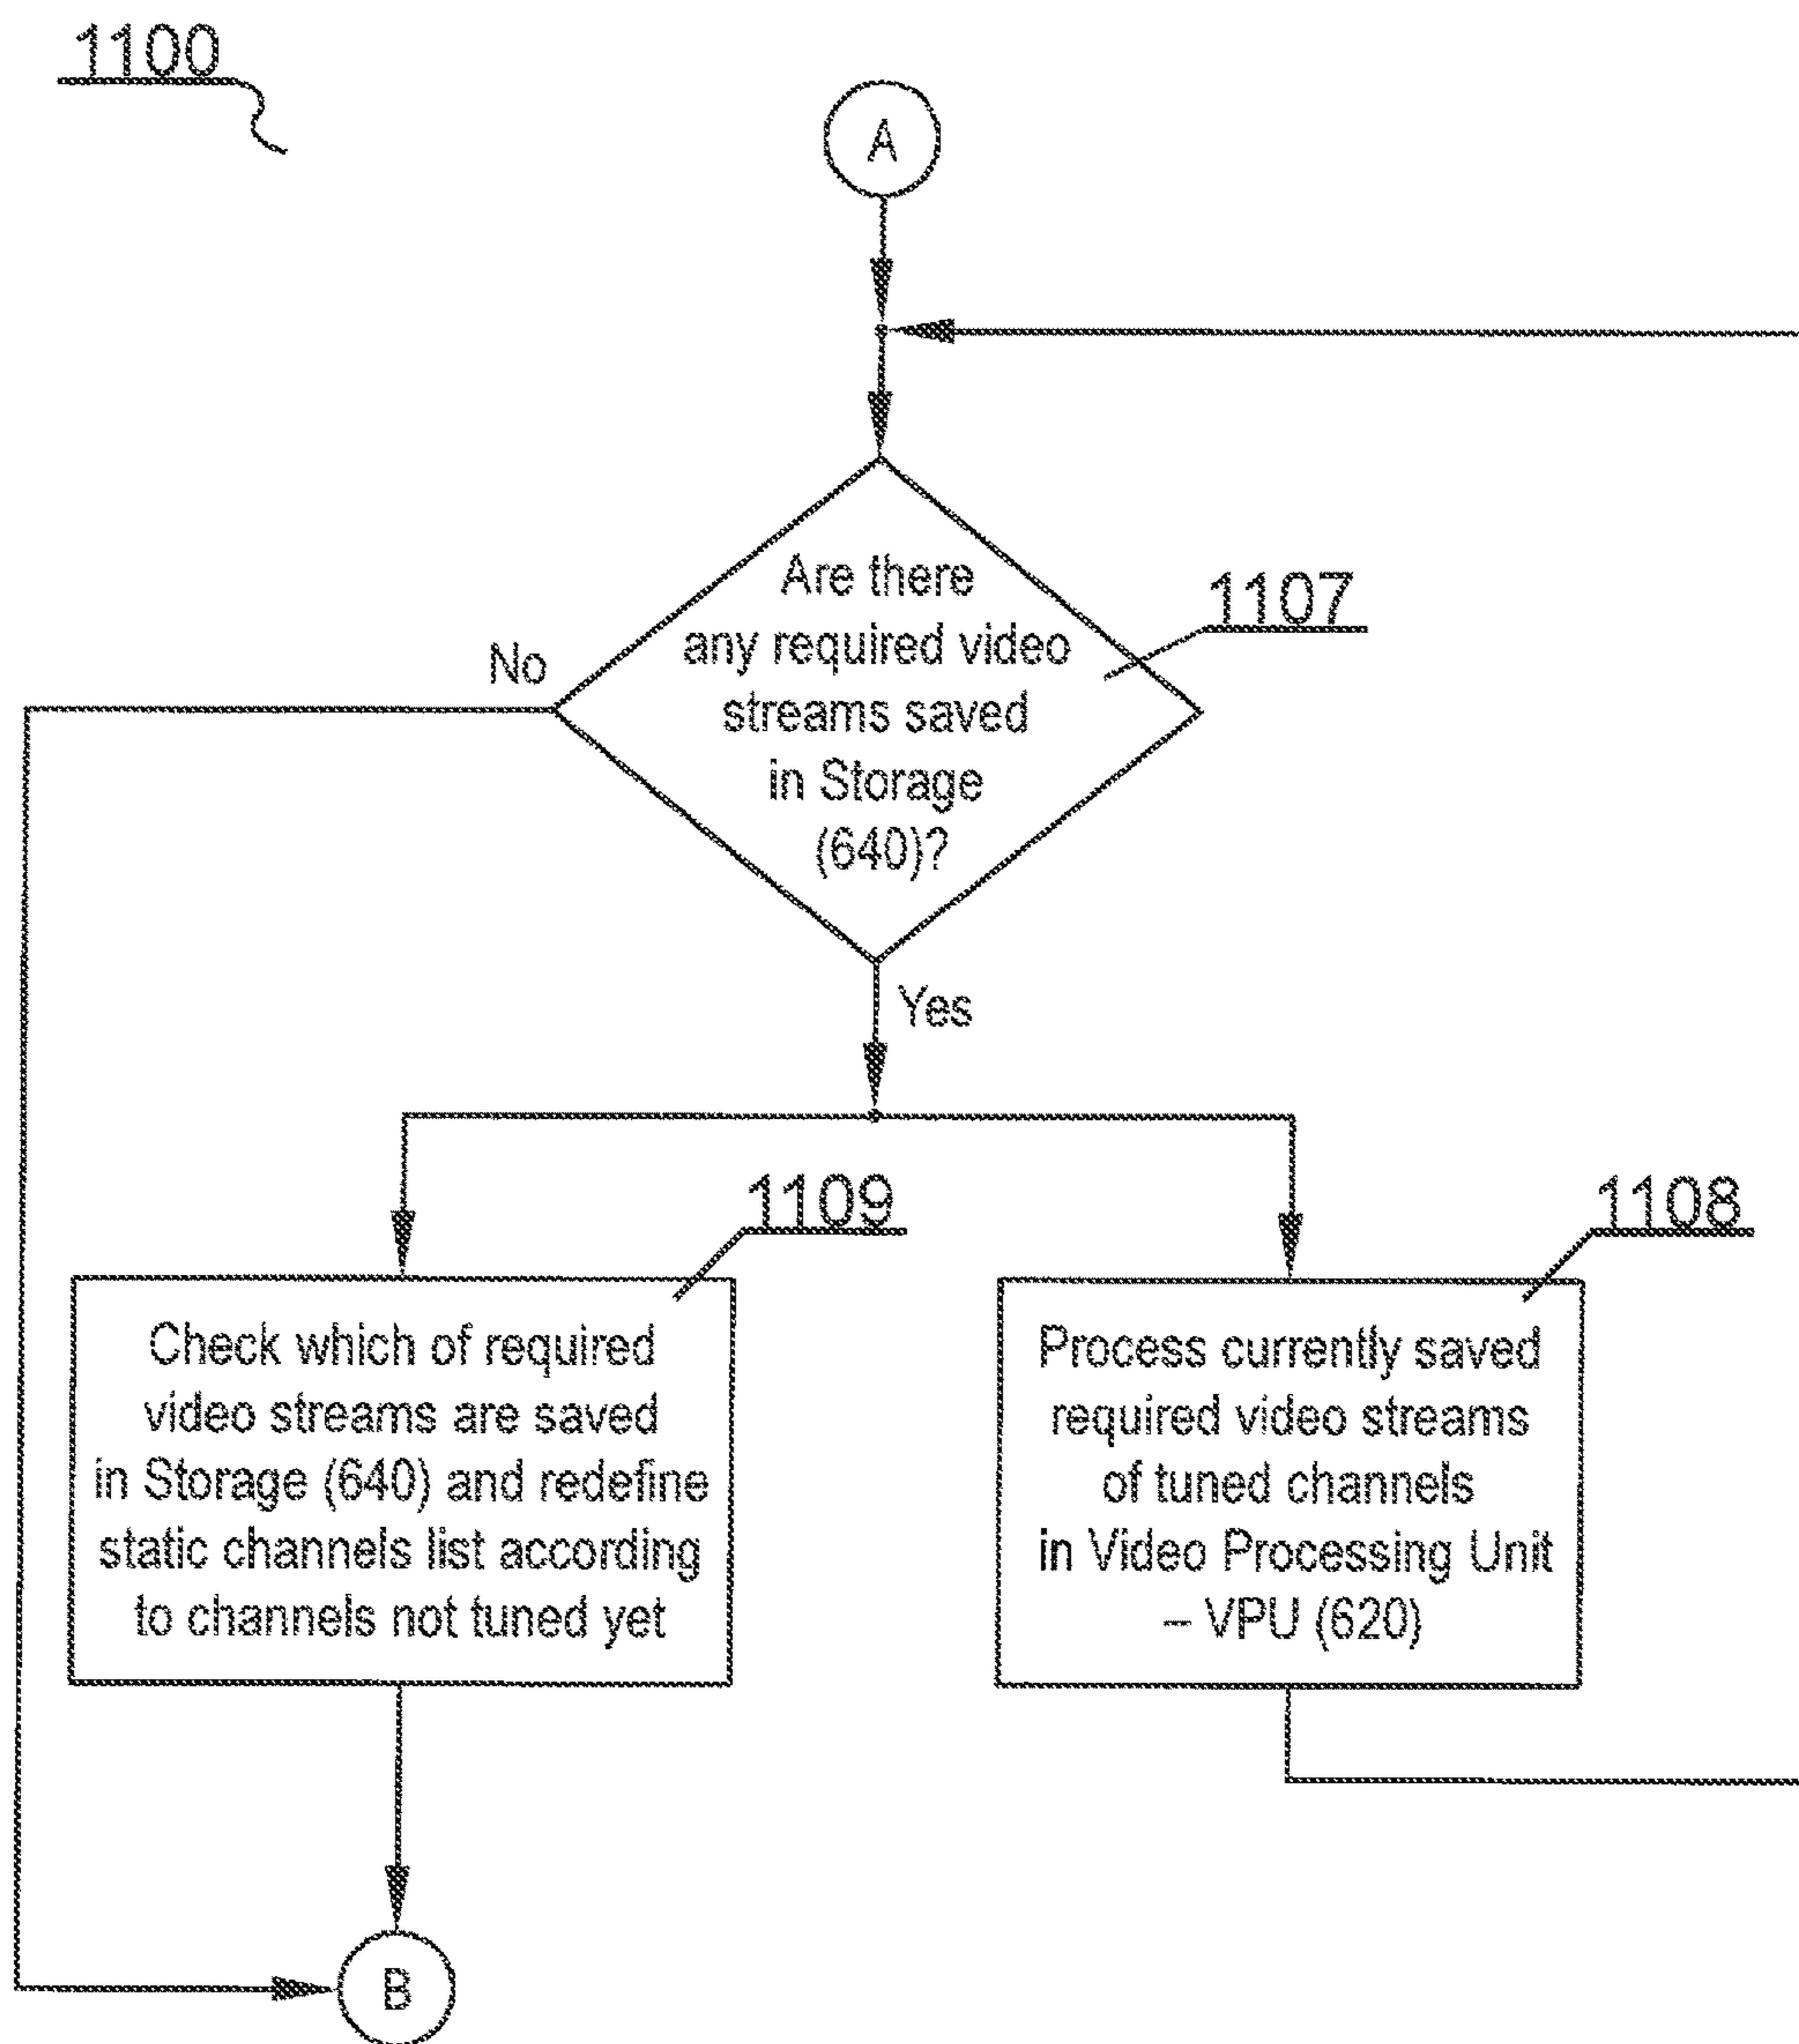 1100
A
Are there
any required video
streams saved
in Storage
(640)?
1107
No
Yes
1109
Check which of required
video streams are saved
in Storage (640) and redefine
static channels list according
to channels not tuned yet
1108
Process currently saved
required video streams
of tuned channels
in Video Processing Unit
– VPU (620)
B